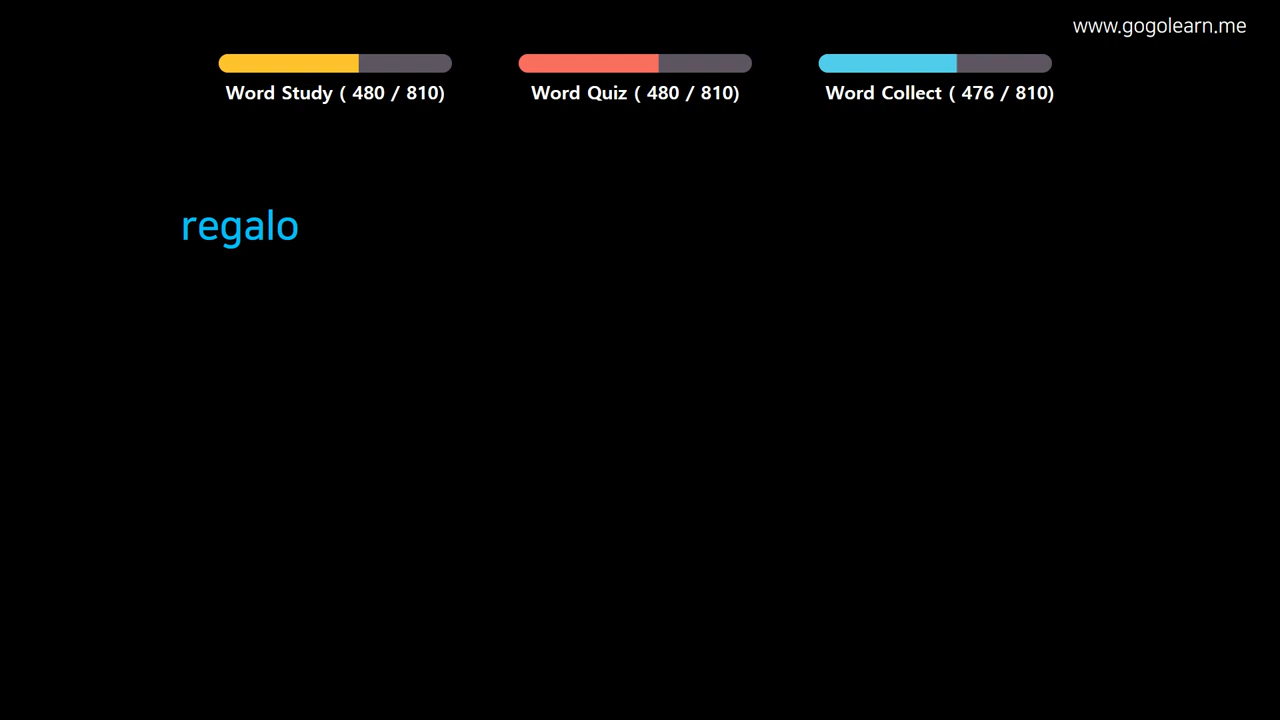 www.gogolearn.me
Word Study ( 480 / 810)
Word Quiz ( 480 / 810)
Word Collect ( 476 / 810)
regalo